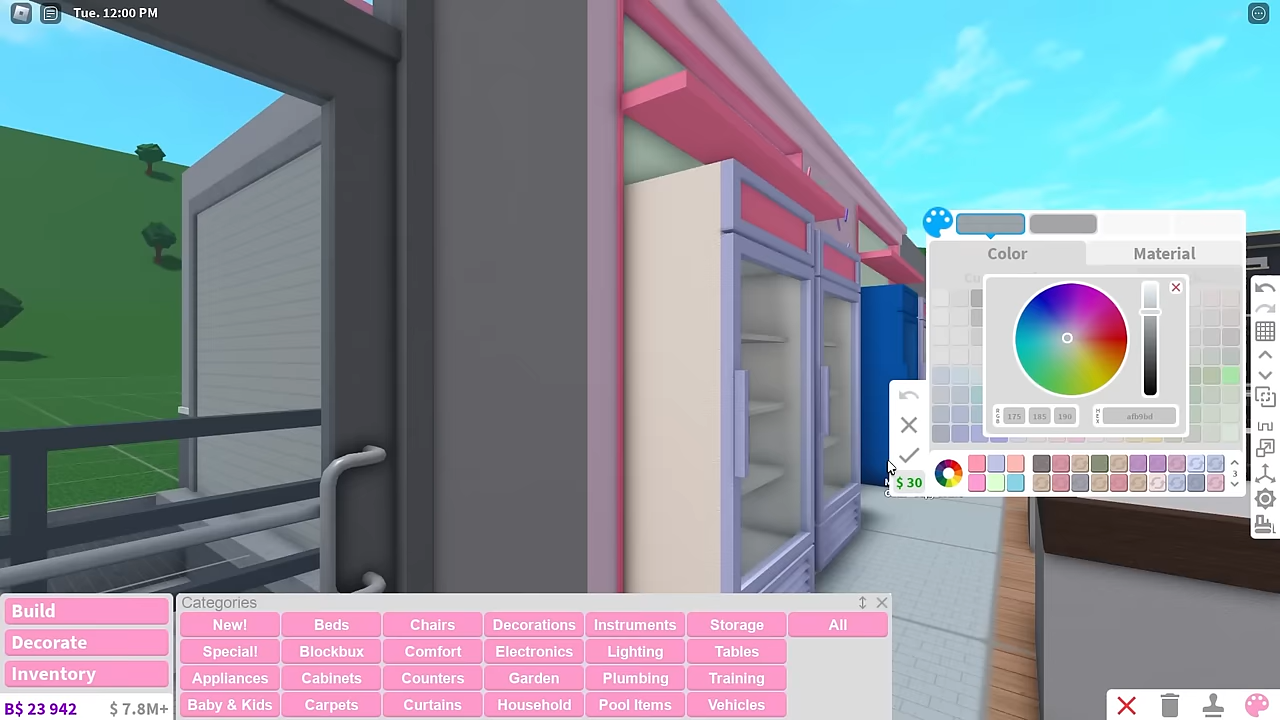 Tue. 12:00 PM
Color
Material
175 185 190
afb9bd
$ 30
3
Build
Decorate
Inventory
B$ 23 942 $ 7.8M+
Categories
New! Beds Chairs Decorations Instruments Storage All
Special! Blockbux Comfort Electronics Lighting Tables
Appliances Cabinets Counters Garden Plumbing Training
Baby & Kids Carpets Curtains Household Pool Items Vehicles